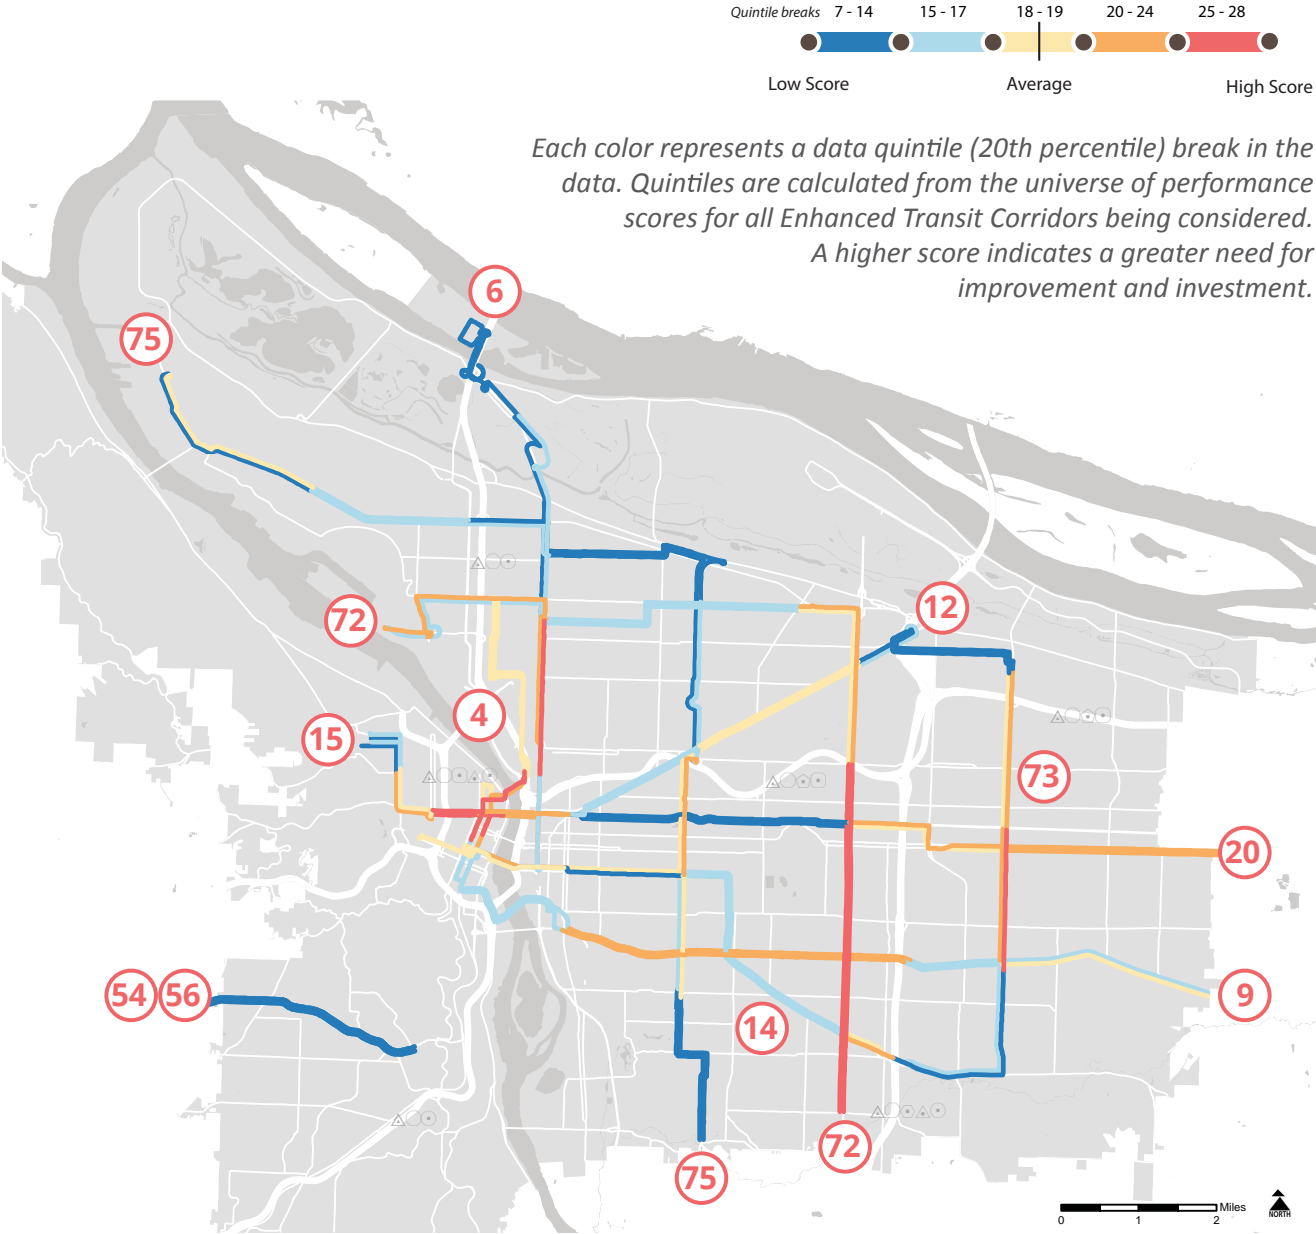 Quintile breaks 7 - 14 15 - 17 18 - 19 20 - 24 25 - 28
Low Score Average High Score
Each color represents a data quintile (20th percentile) break in the
data. Quintiles are calculated from the universe of performance
scores for all Enhanced Transit Corridors being considered.
A higher score indicates a greater need for
improvement and investment.
6
75
12
72
4
15
73
20
54 56
9
14
72
75
Miles
0 1 2
NORTH